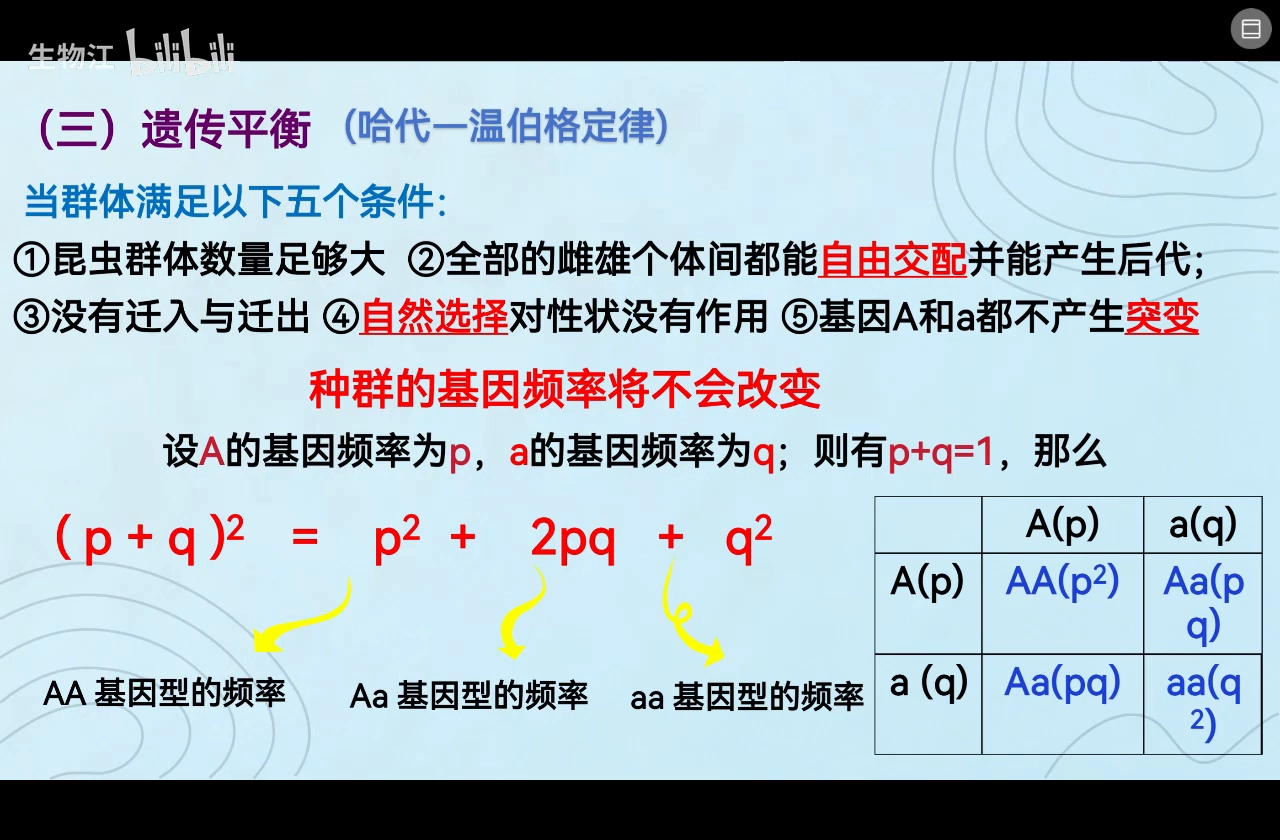 生物江 bilibili
（三）遗传平衡（哈代一温伯格定律）
当群体满足以下五个条件：
①昆虫群体数量足够大 ②全部的雌雄个体间都能自由交配并能产生后代；
③没有迁入与迁出 ④自然选择对性状没有作用 ⑤基因A和a都不产生突变
种群的基因频率将不会改变
设A的基因频率为p，a的基因频率为q；则有p+q=1，那么
( p + q )² = p² + 2pq + q²
AA 基因型的频率 Aa 基因型的频率 aa 基因型的频率
A(p) a(q)
A(p) AA(p²) Aa(p
q)
a (q) Aa(pq) aa(q
²)